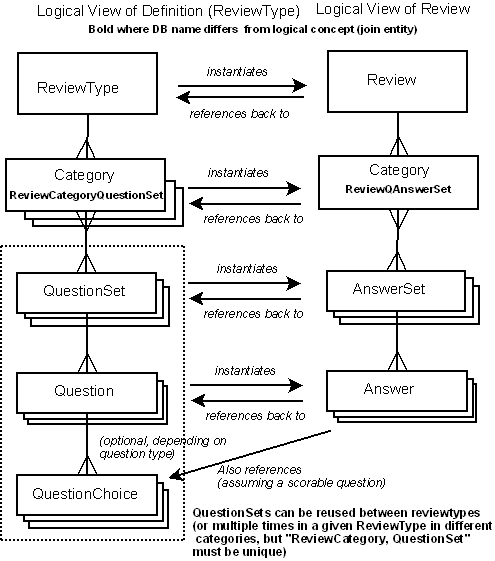 Logical View of Definition (ReviewType)
Logical View of Review
Bold where DB name differs from logical concept (join entity)
ReviewType
instantiates
references back to
Review
Category
ReviewCategoryQuestionSet
instantiates
references back to
Category
ReviewQAnswerSet
QuestionSet
instantiates
references back to
AnswerSet
Question
instantiates
references back to
Answer
(optional, depending on
question type)
QuestionChoice
Also references
(assuming a scorable question)
QuestionSets can be reused between reviewtypes
(or multiple times in a given ReviewType in different
categories, but "ReviewCategory, QuestionSet"
must be unique)